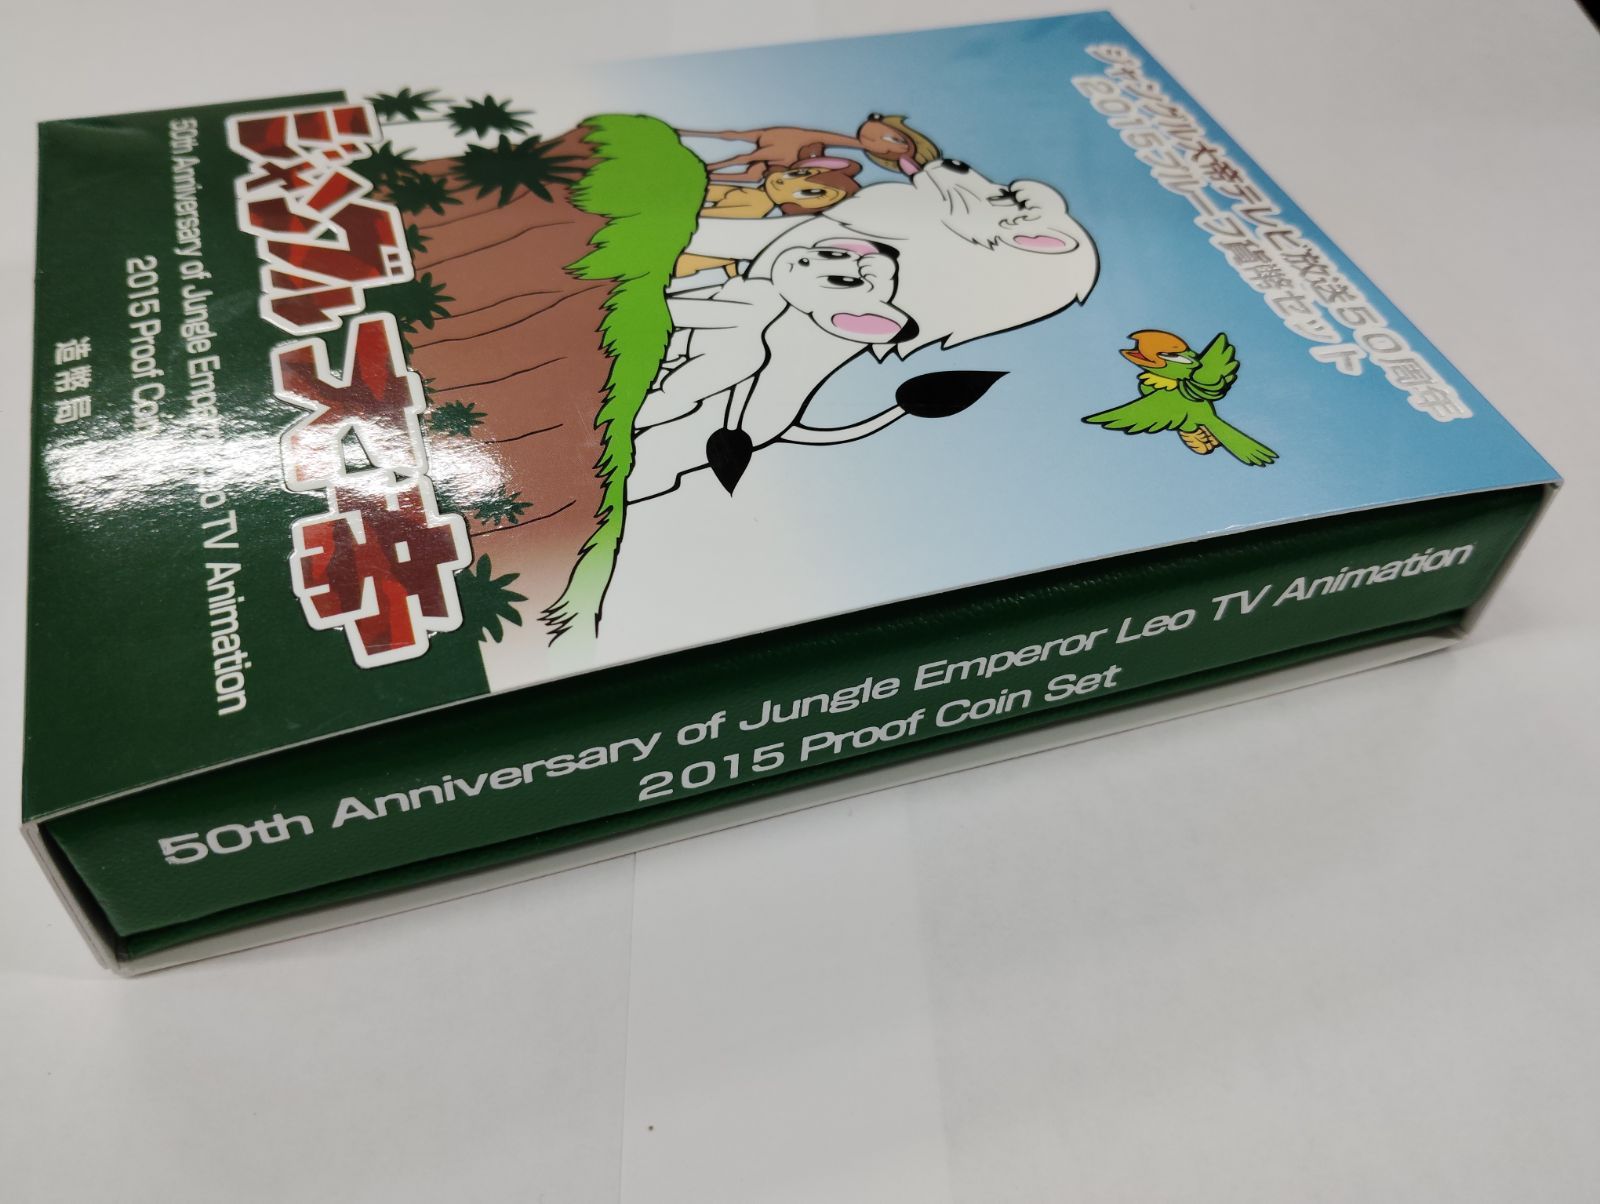 ジャングル大帝テレビ放送50周年
2015プルーフ貨幣セット
ジャングル大帝
50th Anniversary of Jungle Emperor Leo TV Animation
2015 Proof Coin
造幣局
50th Anniversary of Jungle Emperor Leo TV Animation
2015 Proof Coin Set